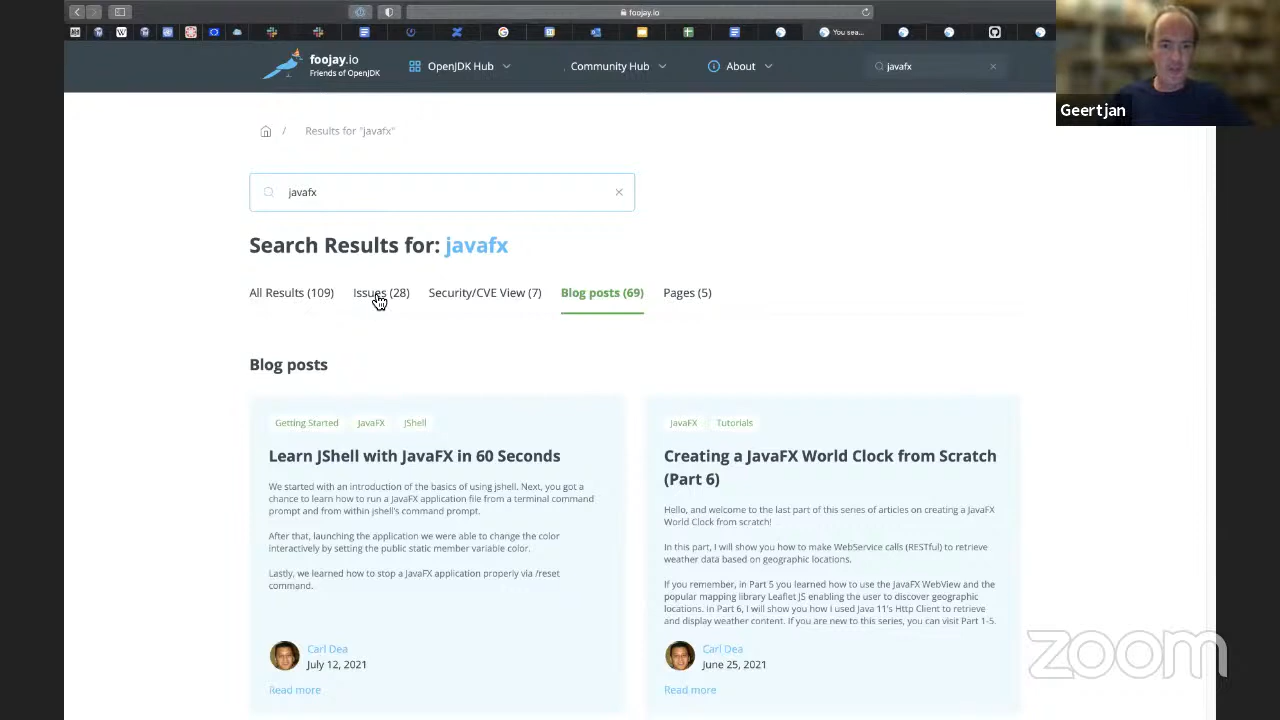 foojay.io
You sea...
foojay.io
Friends of OpenJDK
OpenJDK Hub
Community Hub
About
javafx
Geertjan
/ Results for "javafx"
javafx
Search Results for: javafx
All Results (109)
Issues (28)
Security/CVE View (7)
Blog posts (69)
Pages (5)
Blog posts
Getting Started
JavaFX
JShell
Learn JShell with JavaFX in 60 Seconds
We started with an introduction of the basics of using jshell. Next, you got a
chance to learn how to run a JavaFX application file from a terminal command
prompt and from within jshell's command prompt.
After that, launching the application we were able to change the color
interactively by setting the public static member variable color.
Lastly, we learned how to stop a JavaFX application properly via /reset
command.
Carl Dea
July 12, 2021
Read more
JavaFX
Tutorials
Creating a JavaFX World Clock from Scratch
(Part 6)
Hello, and welcome to the last part of this series of articles on creating a JavaFX
World Clock from scratch!
In this part, I will show you how to make WebService calls (RESTful) to retrieve
weather data based on geographic locations.
If you remember, in Part 5 you learned how to use the JavaFX WebView and the
popular mapping library Leaflet JS enabling the user to discover geographic
locations. In Part 6, I will show you how I used Java 11's Http Client to retrieve
and display weather content. If you are new to this series, you can visit Part 1-5.
Carl Dea
June 25, 2021
Read more
zoom